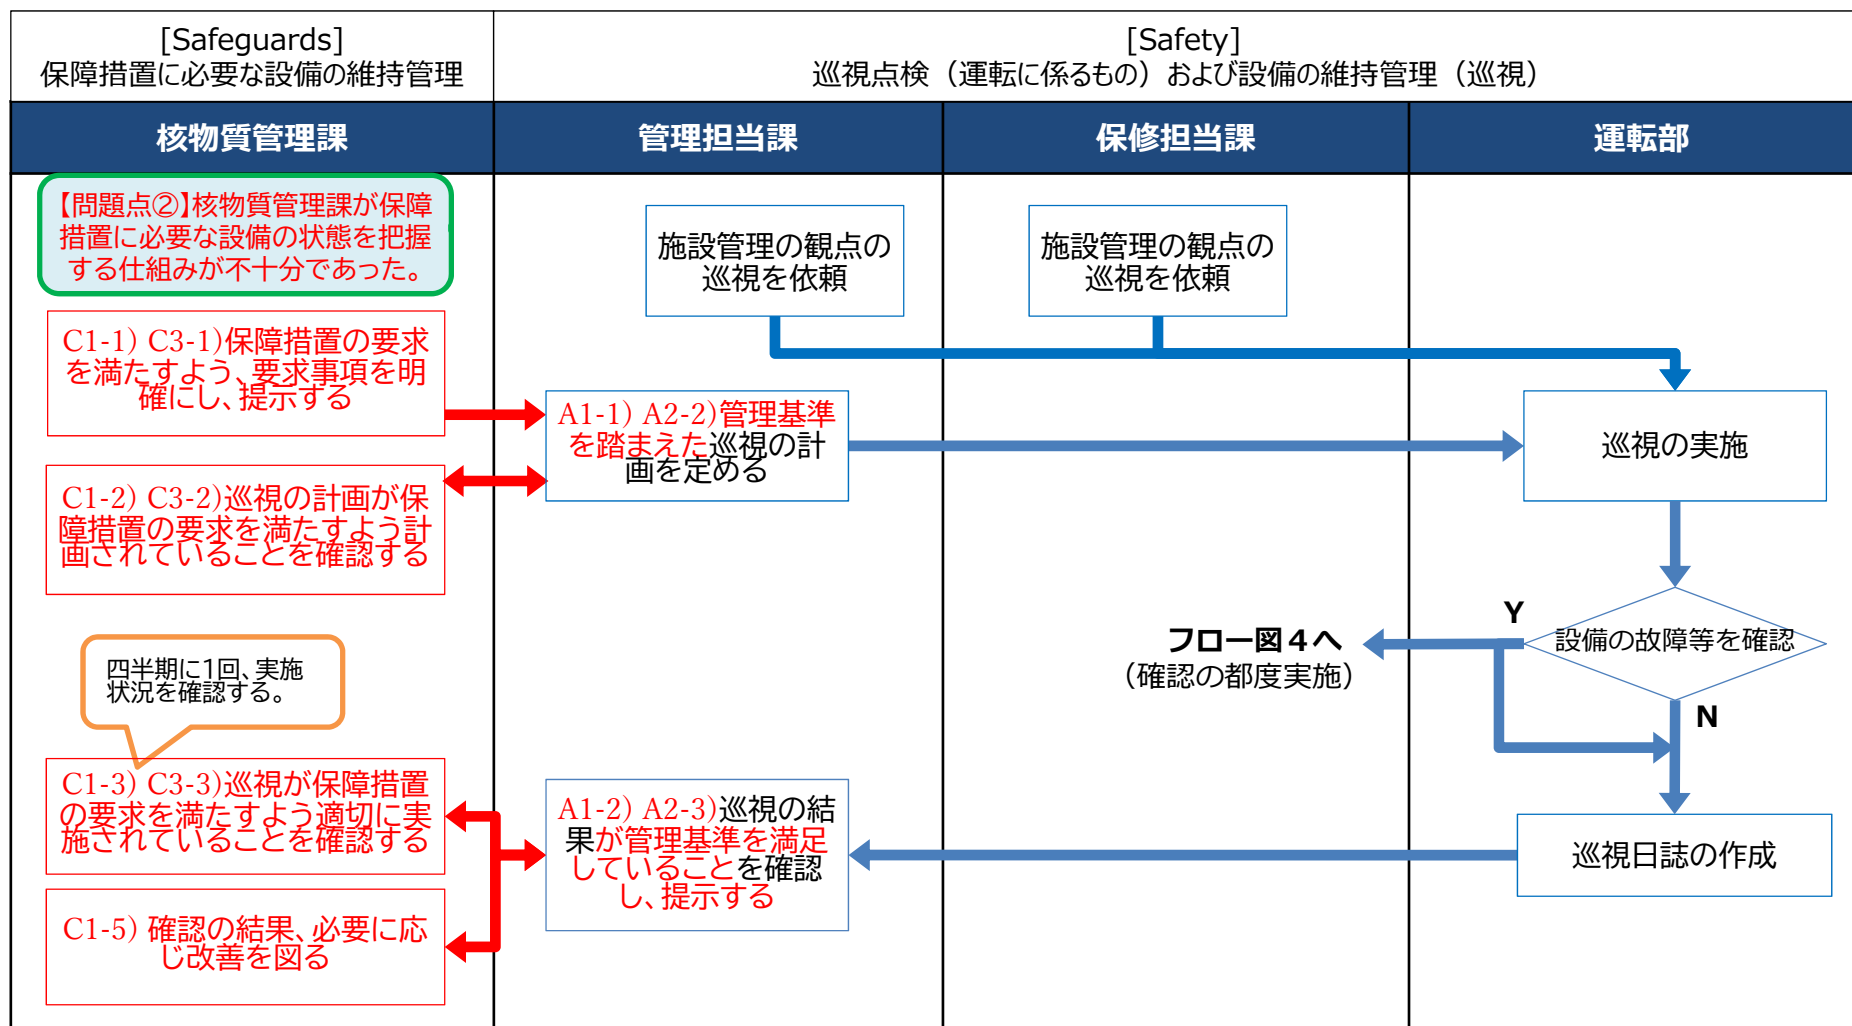 [Safeguards]
保障措置に必要な設備の維持管理
[Safety]
巡視点検（運転に係るもの）および設備の維持管理（巡視）
核物質管理課
管理担当課
保修担当課
運転部
【問題点②】核物質管理課が保障
措置に必要な設備の状態を把握
する仕組みが不十分であった。
施設管理の観点の
巡視を依頼
施設管理の観点の
巡視を依頼
C1-1) C3-1)保障措置の要求
を満たすよう、要求事項を明
確にし、提示する
A1-1) A2-2)管理基準
を踏まえた巡視の計
画を定める
巡視の実施
C1-2) C3-2)巡視の計画が保
障措置の要求を満たすよう計
画されていることを確認する
Y
設備の故障等を確認
フロー図４へ
（確認の都度実施）
N
四半期に1回、実施
状況を確認する。
C1-3) C3-3)巡視が保障措置
の要求を満たすよう適切に実
施されていることを確認する
A1-2) A2-3)巡視の結
果が管理基準を満足
していることを確認
し、提示する
巡視日誌の作成
C1-5) 確認の結果、必要に応
じ改善を図る